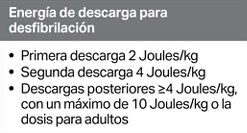 Energía de descarga para
desfibrilación
• Primera descarga 2 Joules/kg
• Segunda descarga 4 Joules/kg
• Descargas posteriores ≥4 Joules/kg,
con un máximo de 10 Joules/kg o la
dosis para adultos